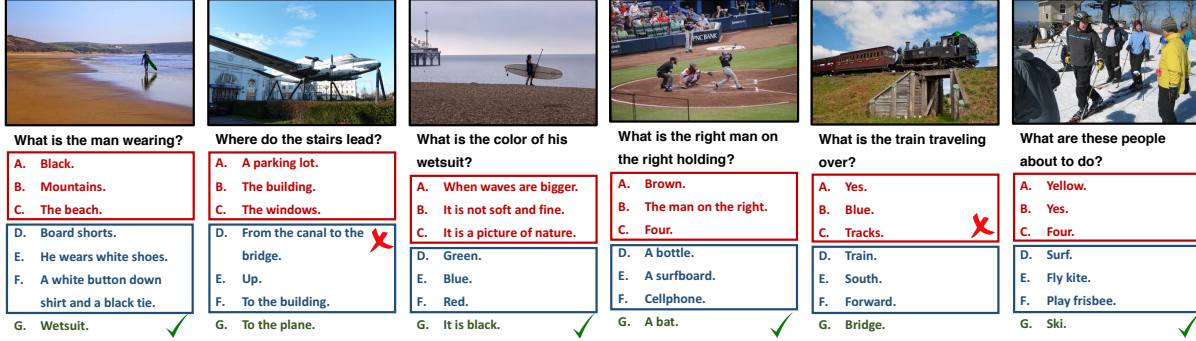 PNC BANK
What is the man wearing?
A. Black.
B. Mountains.
C. The beach.
D. Board shorts.
E. He wears white shoes.
F. A white button down
shirt and a black tie.
G. Wetsuit.
Where do the stairs lead?
A. A parking lot.
B. The building.
C. The windows.
D. From the canal to the
bridge.
E. Up.
F. To the building.
G. To the plane.
What is the color of his
wetsuit?
A. When waves are bigger.
B. It is not soft and fine.
C. It is a picture of nature.
D. Green.
E. Blue.
F. Red.
G. It is black.
What is the right man on
the right holding?
A. Brown.
B. The man on the right.
C. Four.
D. A bottle.
E. A surfboard.
F. Cellphone.
G. A bat.
What is the train traveling
over?
A. Yes.
B. Blue.
C. Tracks.
D. Train.
E. South.
F. Forward.
G. Bridge.
What are these people
about to do?
A. Yellow.
B. Yes.
C. Four.
D. Surf.
E. Fly kite.
F. Play frisbee.
G. Ski.